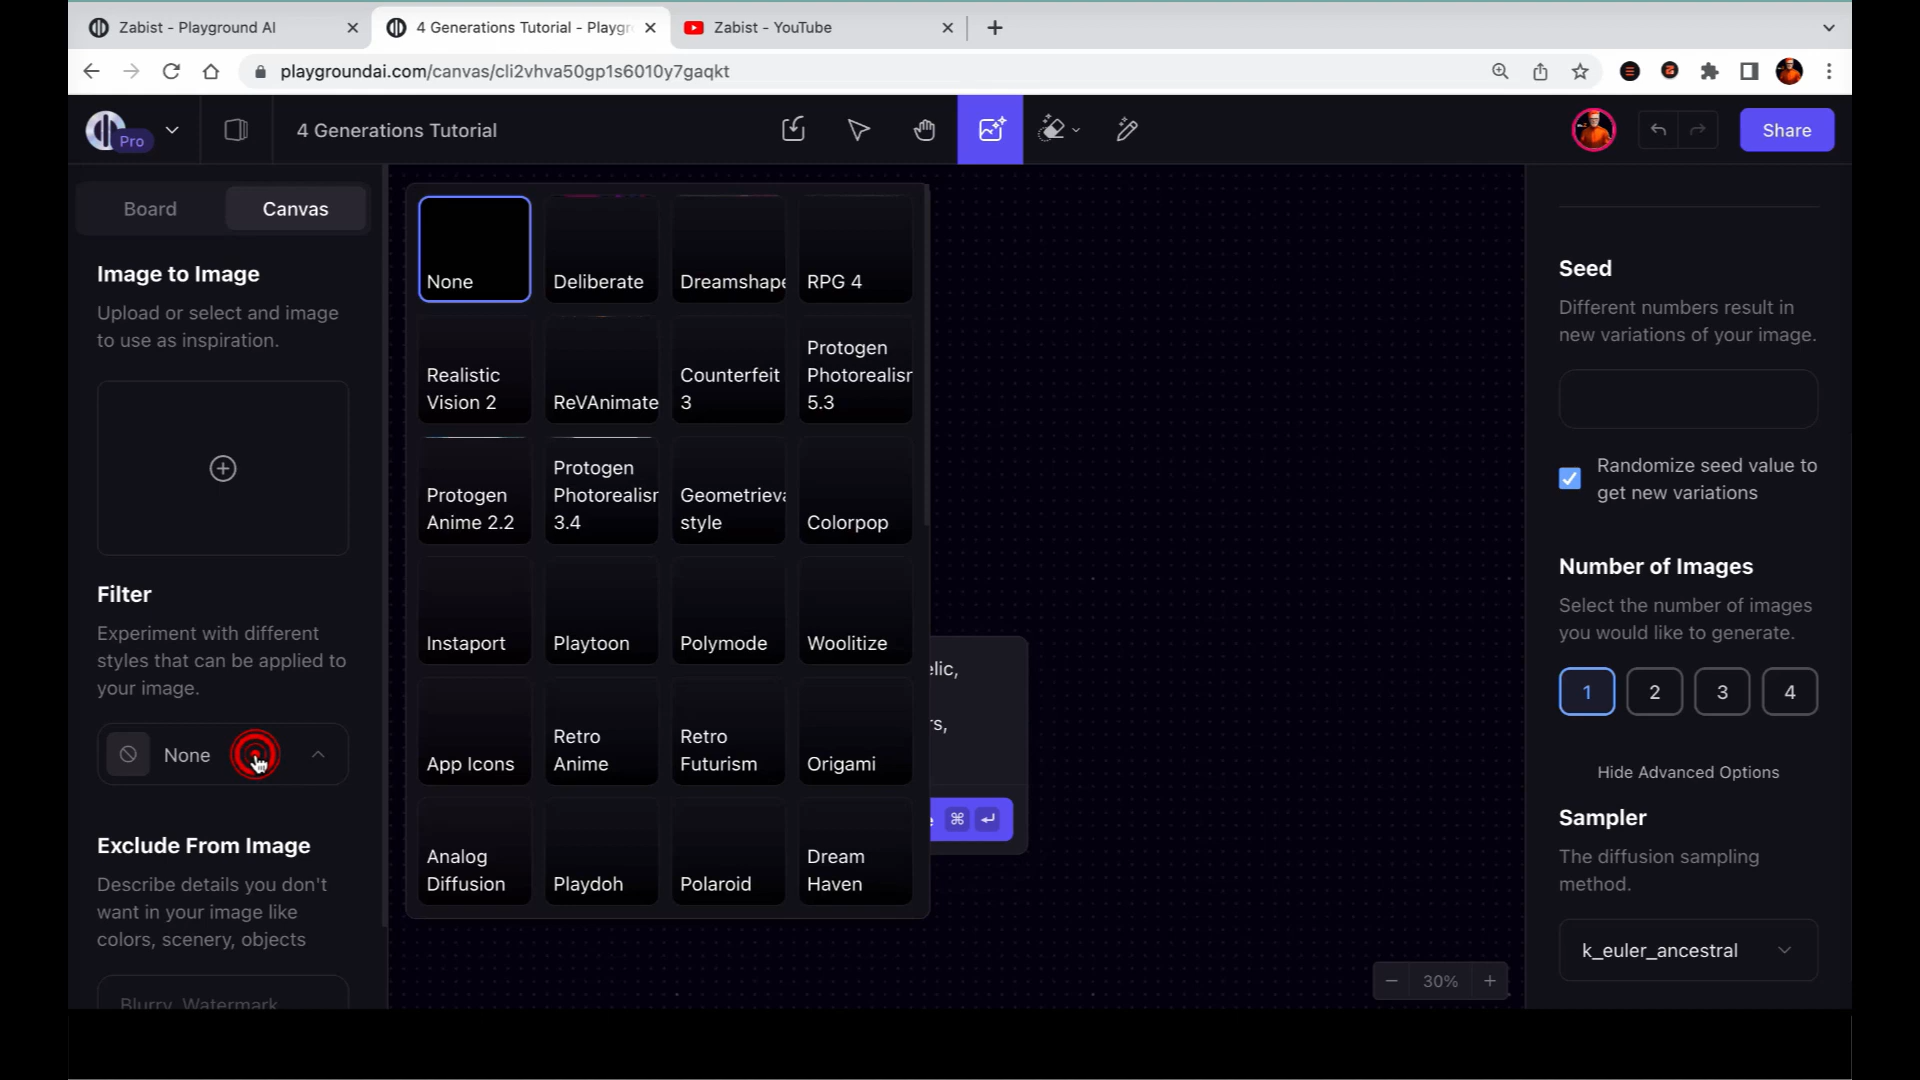 Zabist - Playground AI
4 Generations Tutorial - Playgr
Zabist - YouTube
playgroundai.com/canvas/cli2vhva50gp1s6010y7gaqkt
Pro
4 Generations Tutorial
Share
Board
Canvas
Image to Image
Upload or select and image
to use as inspiration.
Filter
Experiment with different
styles that can be applied to
your image.
None
Exclude From Image
Describe details you don't
want in your image like
colors, scenery, objects
Blurry, Watermark
None
Deliberate
Dreamshape
RPG 4
Realistic
Vision 2
ReVAnimate
Counterfeit
3
Protogen
Photorealisr
5.3
Protogen
Anime 2.2
Protogen
Photorealisr
3.4
Geometrieva
style
Colorpop
Instaport
Playtoon
Polymode
Woolitize
App Icons
Retro
Anime
Retro
Futurism
Origami
Analog
Diffusion
Playdoh
Polaroid
Dream
Haven
elic,
rs,
e ⌘
30%
Seed
Different numbers result in
new variations of your image.
Randomize seed value to
get new variations
Number of Images
Select the number of images
you would like to generate.
1 2 3 4
Hide Advanced Options
Sampler
The diffusion sampling
method.
k_euler_ancestral